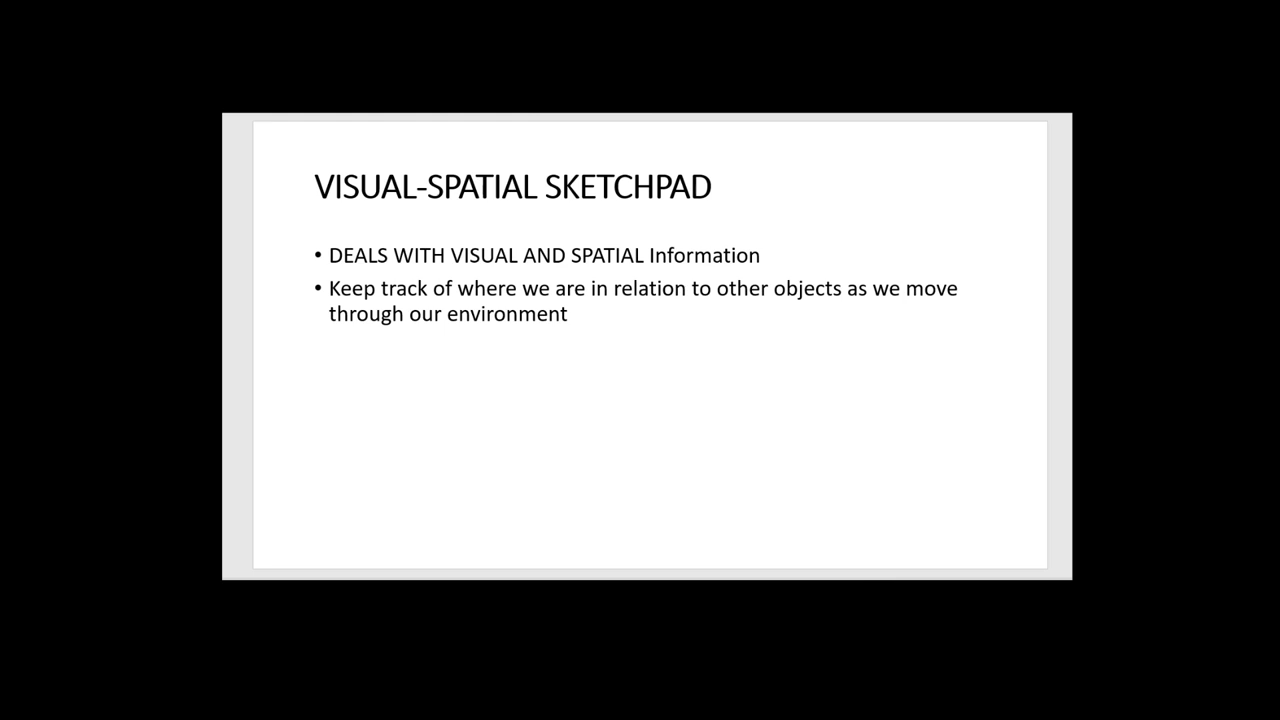 VISUAL-SPATIAL SKETCHPAD
• DEALS WITH VISUAL AND SPATIAL Information
• Keep track of where we are in relation to other objects as we move
through our environment